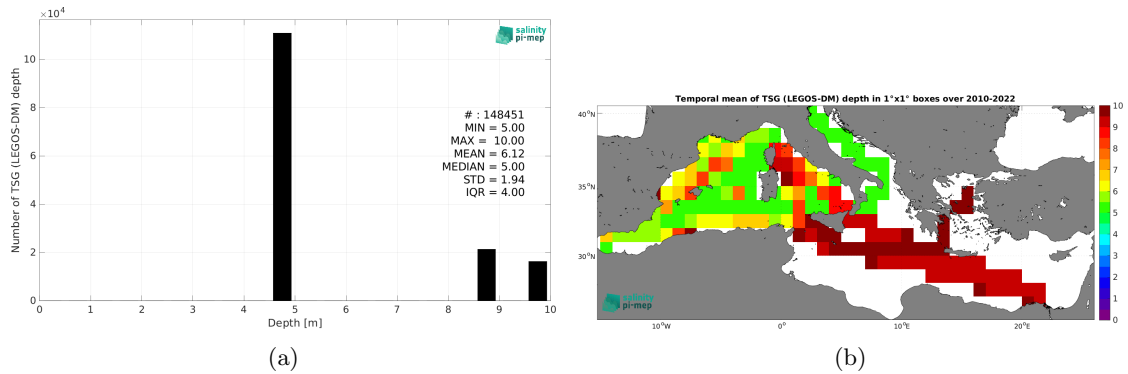 ×10⁴
salinity
pi-mep
10
8
6
4
2
0
Number of TSG (LEGOS-DM) depth
# : 148451
MIN = 5.00
MAX = 10.00
MEAN = 6.12
MEDIAN = 5.00
STD = 1.94
IQR = 4.00
0 1 2 3 4 5 6 7 8 9 10
Depth [m]
(a)
Temporal mean of TSG (LEGOS-DM) depth in 1°x1° boxes over 2010-2022
40°N
35°N
30°N
10°W 0° 10°E 20°E
10
9
8
7
6
5
4
3
2
1
0
salinity
pi-mep
(b)